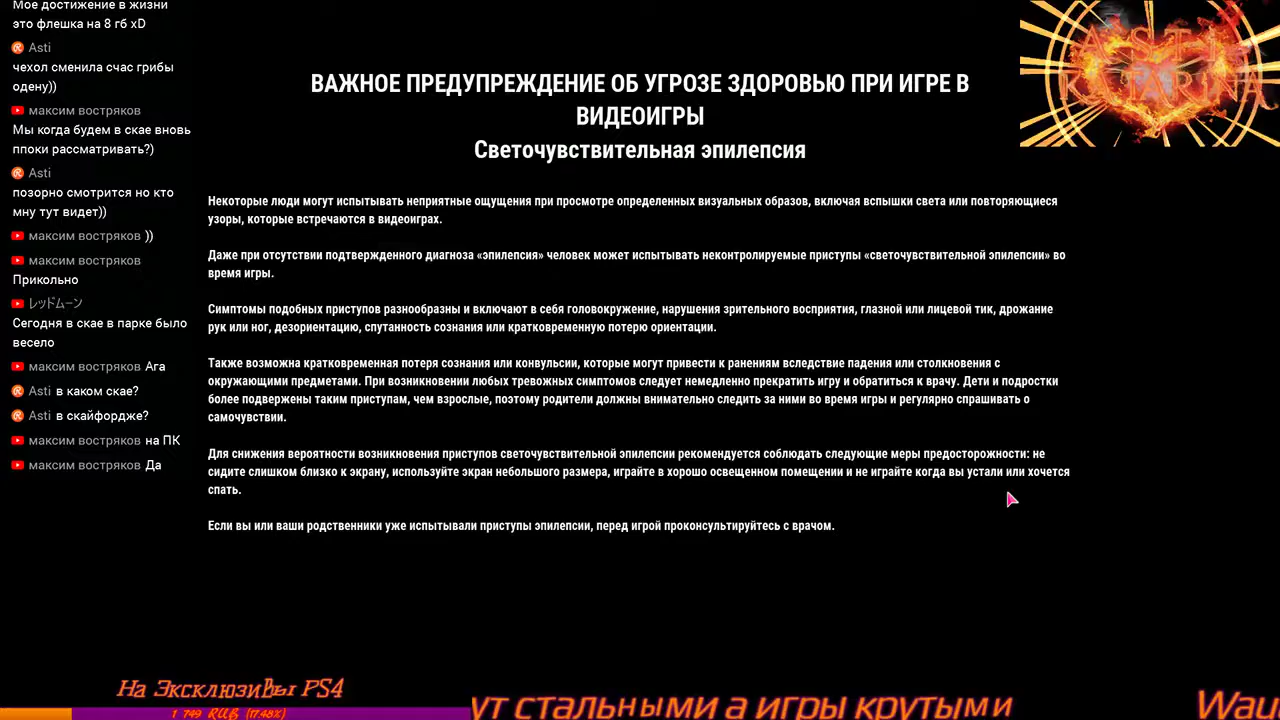 Мое достижение в жизни
это флешка на 8 гб xD
Asti
чехол сменила счас грибы
одену))
максим востряков
Мы когда будем в скае вновь
ппоки рассматривать?)
Asti
позорно смотрится но кто
мну тут видет))
максим востряков ))
максим востряков
Прикольно
レッドムーン
Сегодня в скае в парке было
весело
максим востряков Ага
Asti в каком скае?
Asti в скайфордже?
максим востряков на ПК
максим востряков Да
ВАЖНОЕ ПРЕДУПРЕЖДЕНИЕ ОБ УГРОЗЕ ЗДОРОВЬЮ ПРИ ИГРЕ В
ВИДЕОИГРЫ
Светочувствительная эпилепсия
Некоторые люди могут испытывать неприятные ощущения при просмотре определенных визуальных образов, включая вспышки света или повторяющиеся
узоры, которые встречаются в видеоиграх.
Даже при отсутствии подтвержденного диагноза «эпилепсия» человек может испытывать неконтролируемые приступы «светочувствительной эпилепсии» во
время игры.
Симптомы подобных приступов разнообразны и включают в себя головокружение, нарушения зрительного восприятия, глазной или лицевой тик, дрожание
рук или ног, дезориентацию, спутанность сознания или кратковременную потерю ориентации.
Также возможна кратковременная потеря сознания или конвульсии, которые могут привести к ранениям вследствие падения или столкновения с
окружающими предметами. При возникновении любых тревожных симптомов следует немедленно прекратить игру и обратиться к врачу. Дети и подростки
более подвержены таким приступам, чем взрослые, поэтому родители должны внимательно следить за ними во время игры и регулярно спрашивать о
самочувствии.
Для снижения вероятности возникновения приступов светочувствительной эпилепсии рекомендуется соблюдать следующие меры предосторожности: не
сидите слишком близко к экрану, используйте экран небольшого размера, играйте в хорошо освещенном помещении и не играйте когда вы устали или хочется
спать.
Если вы или ваши родственники уже испытывали приступы эпилепсии, перед игрой проконсультируйтесь с врачом.
ASTI
KATARINA
На Эксклюзивы PS4
1 749 RUB (17.48%)
ут стальными а игры крутыми
Ваш